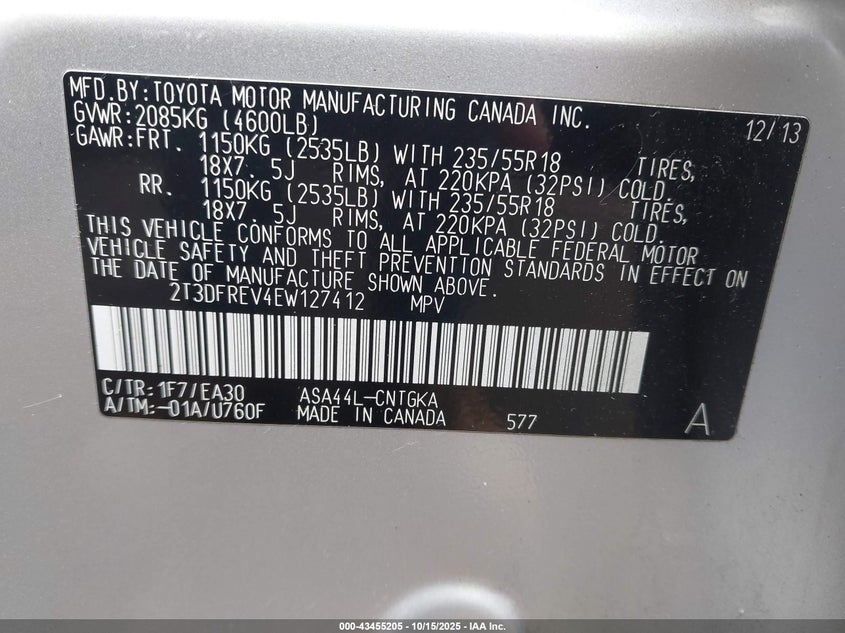 MFD. BY: TOYOTA MOTOR MANUFACTURING CANADA INC. 12/13
GVWR: 2085KG (4600LB)
GAWR: FRT. 1150KG (2535LB) WITH 235/55R18 TIRES,
18X7. 5J RIMS, AT 220KPA (32PSI) COLD.
RR. 1150KG (2535LB) WITH 235/55R18 TIRES,
18X7. 5J RIMS, AT 220KPA (32PSI) COLD.
THIS VEHICLE CONFORMS TO ALL APPLICABLE FEDERAL MOTOR
VEHICLE SAFETY AND THEFT PREVENTION STANDARDS IN EFFECT ON
THE DATE OF MANUFACTURE SHOWN ABOVE.
2T3DFREV4EW127412 MPV
C/TR: 1F7/EA30 ASA44L-CNTGKA
A/TM: -01A/U760F MADE IN CANADA 577 A
000-43455205 - 10/15/2025 - IAA Inc.